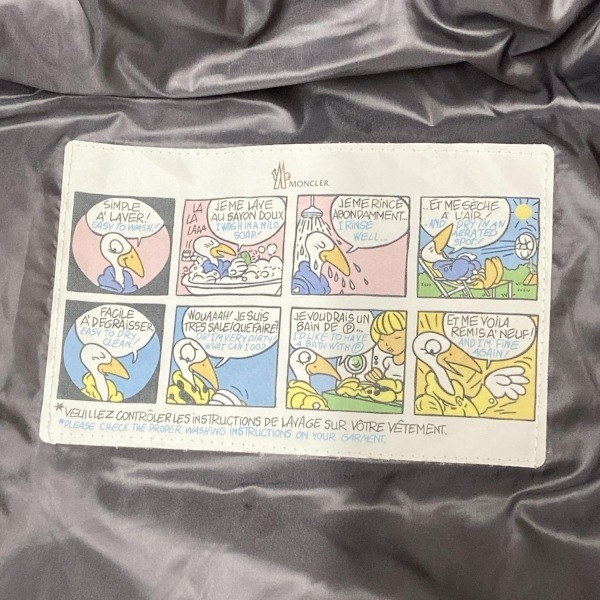 MONCLER
SIMPLE
A' LAVER!
EASY TO WASH!
LA
LÀ
LAAA
JE ME LAVE
AU SAVON DOUX
I WASH IN A MILD
SOAP!
JE ME RINCE
ABONDAMMENT...
I RINSE
WELL...
ET ME SÈCHE
A' L'AIR!
AND I DRY IN AN
AERATED
SPOT!
FACILE
A' DEGRAISSER
EASY TO DRY
CLEAN!
WOUAAAH' JE SUIS
TRES SALE! QUE FAIRE!
OH! I'M VERY DIRTY
WHAT CAN I DO?
JE VOUDRAIS UN
BAIN DE Ⓟ...
I'D LIKE TO HAVE
A BATH WITH Ⓟ
ET ME VOILA
REMIS A' NEUF!
AND I'M FINE
AGAIN!
*VEUILLEZ CONTRÔLER LES INSTRUCTIONS DE LAVAGE SUR VÔTRE VÊTEMENT.
*PLEASE CHECK THE PROPER WASHING INSTRUCTIONS ON YOUR GARMENT.